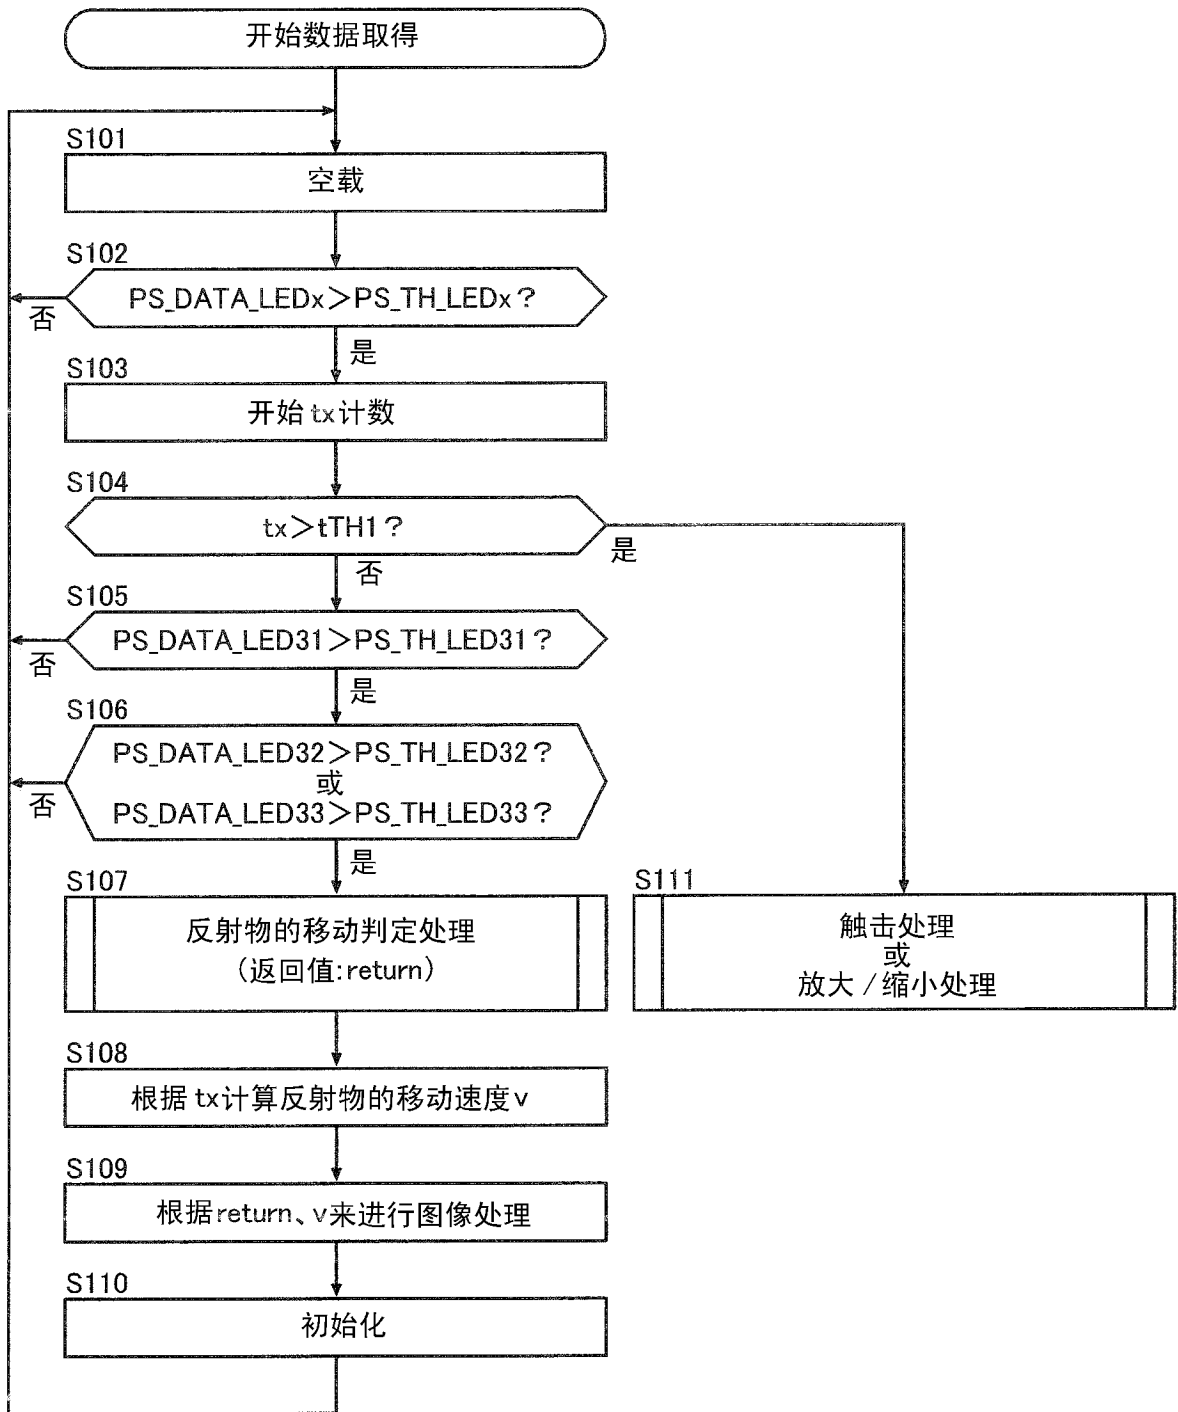 开始数据取得
S101
空载
S102
PS_DATA_LEDx＞PS_TH_LEDx？
否
是
S103
开始tx计数
S104
tx＞tTH1？
是
否
S105
PS_DATA_LED31＞PS_TH_LED31？
否
是
S106
PS_DATA_LED32＞PS_TH_LED32？
或
PS_DATA_LED33＞PS_TH_LED33？
否
是
S107
反射物的移动判定处理
（返回值:return）
S111
触击处理
或
放大/缩小处理
S108
根据tx计算反射物的移动速度v
S109
根据return、v来进行图像处理
S110
初始化